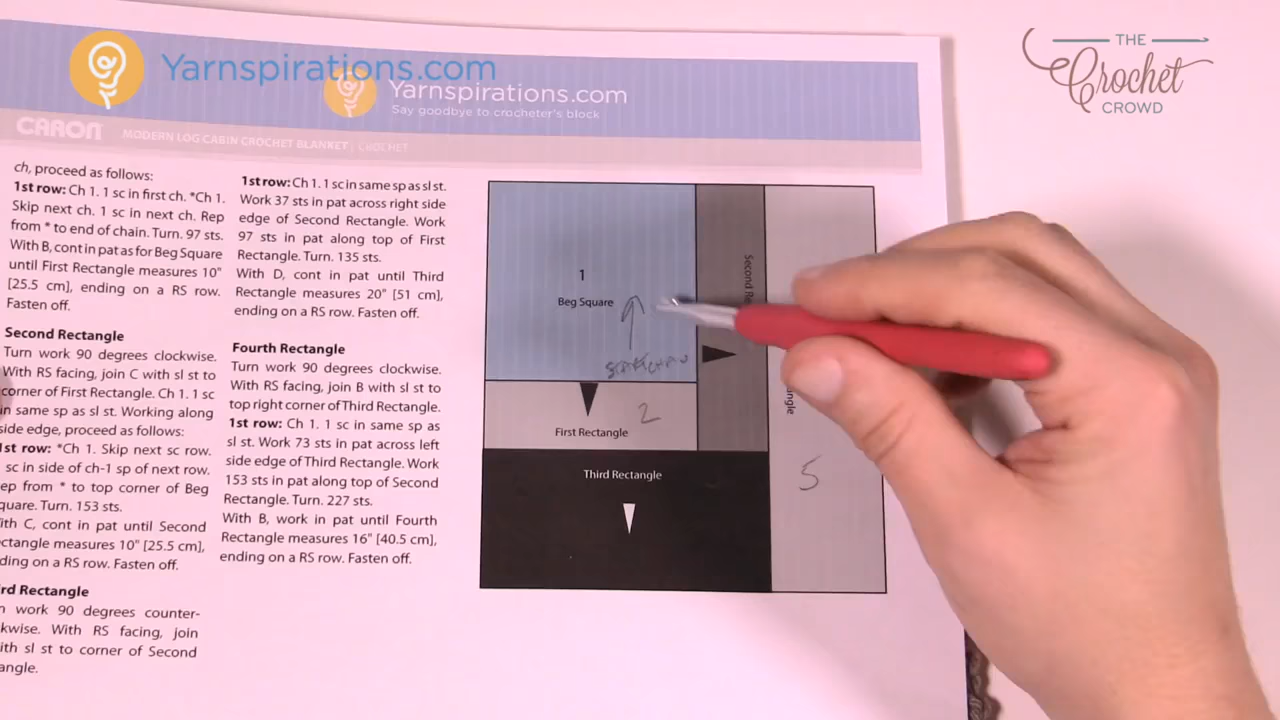 Yarnspirations.com
Yarnspirations.com
Say goodbye to crocheter's block
THE
Crochet
CROWD
CARON
MODERN LOG CABIN CROCHET BLANKET | CROCHET
ch, proceed as follows:
1st row: Ch 1. 1 sc in first ch. *Ch 1.
Skip next ch. 1 sc in next ch. Rep
from * to end of chain. Turn. 97 sts.
With B, cont in pat as for Beg Square
until First Rectangle measures 10"
[25.5 cm], ending on a RS row.
Fasten off.
Second Rectangle
Turn work 90 degrees clockwise.
With RS facing, join C with sl st to
corner of First Rectangle. Ch 1. 1 sc
in same sp as sl st. Working along
side edge, proceed as follows:
1st row: *Ch 1. Skip next sc row.
sc in side of ch-1 sp of next row.
ep from * to top corner of Beg
quare. Turn. 153 sts.
ith C, cont in pat until Second
ctangle measures 10" [25.5 cm],
ding on a RS row. Fasten off.
rd Rectangle
n work 90 degrees counter-
kwise. With RS facing, join
ith sl st to corner of Second
angle.
1st row: Ch 1. 1 sc in same sp as sl st.
Work 37 sts in pat across right side
edge of Second Rectangle. Work
97 sts in pat along top of First
Rectangle. Turn. 135 sts.
With D, cont in pat until Third
Rectangle measures 20" [51 cm],
ending on a RS row. Fasten off.
Fourth Rectangle
Turn work 90 degrees clockwise.
With RS facing, join B with sl st to
top right corner of Third Rectangle.
1st row: Ch 1. 1 sc in same sp as
sl st. Work 73 sts in pat across left
side edge of Third Rectangle. Work
153 sts in pat along top of Second
Rectangle. Turn. 227 sts.
With B, work in pat until Fourth
Rectangle measures 16" [40.5 cm],
ending on a RS row. Fasten off.
1
Beg Square
First Rectangle
2
Second Re
Third Rectangle
ngle
5